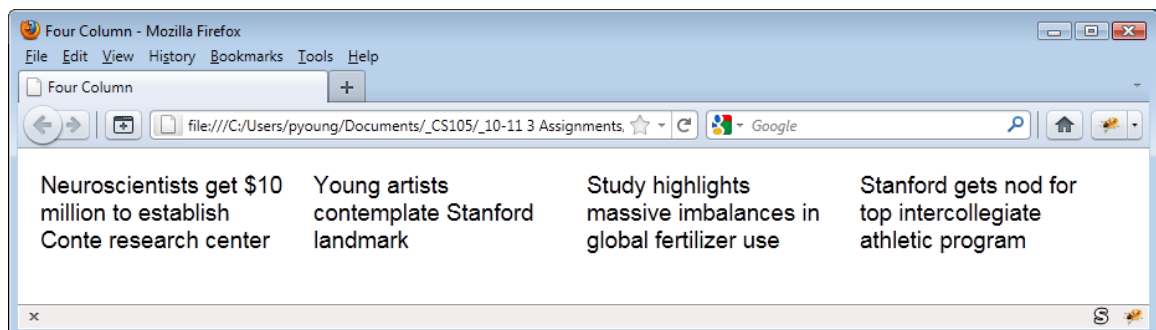 Four Column - Mozilla Firefox
File Edit View History Bookmarks Tools Help
Four Column
file:///C:/Users/pyoung/Documents/_CS105/_10-11 3 Assignments, Google
Neuroscientists get $10
million to establish
Conte research center
Young artists
contemplate Stanford
landmark
Study highlights
massive imbalances in
global fertilizer use
Stanford gets nod for
top intercollegiate
athletic program
S